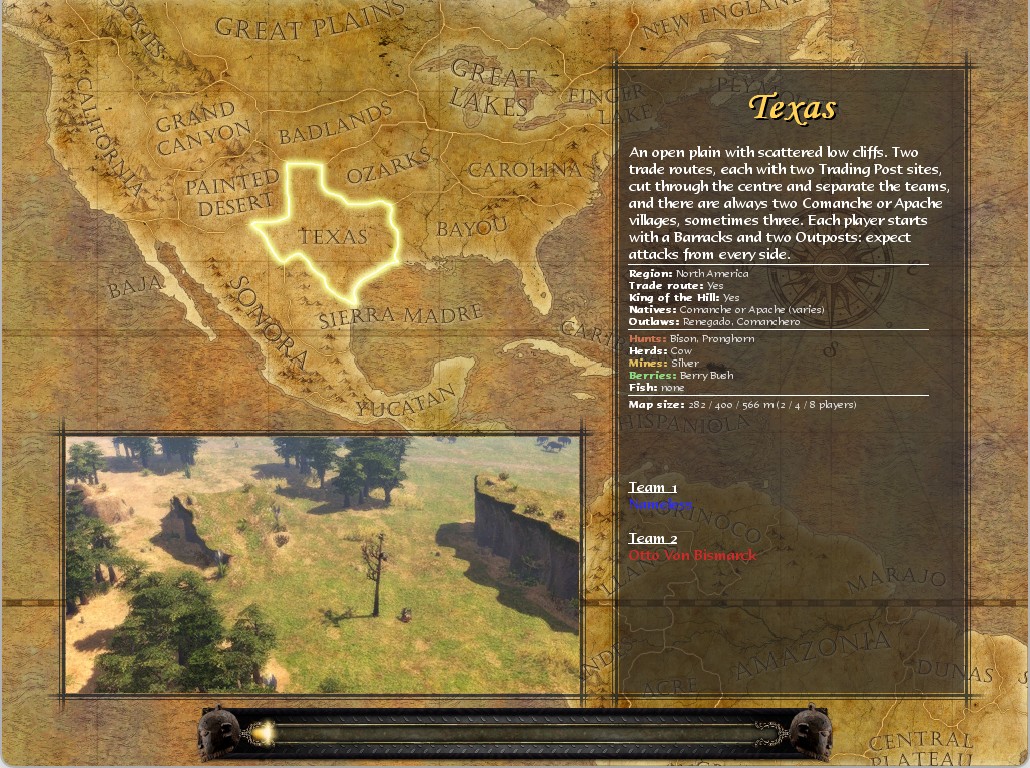 ROCKIES
GREAT PLAINS
NEW ENGLAND
GREAT
LAKES
FINGER
LAKE
CALIFORNIA
GRAND
CANYON
BADLANDS
OZARKS
CAROLINA
PAINTED
DESERT
TEXAS
BAYOU
BAJA
SONORA
SIERRA MADRE
YUCATAN
Texas
An open plain with scattered low cliffs. Two
trade routes, each with two Trading Post sites,
cut through the centre and separate the teams,
and there are always two Comanche or Apache
villages, sometimes three. Each player starts
with a Barracks and two Outposts: expect
attacks from every side.
Region: North America
Trade route: Yes
King of the Hill: Yes
Natives: Comanche or Apache (varies)
Outlaws: Renegado, Comanchero
Hunts: Bison, Pronghorn
Herds: Cow
Mines: Silver
Berries: Berry Bush
Fish: none
Map size: 282 / 400 / 566 m (2 / 4 / 8 players)
HISPANIOLA
Team 1
ORINOCO
Team 2
Otto Von Bismarck
MARAJO
AMAZONIA
DUNAS
ACRE
CENTRAL
PLATEAU